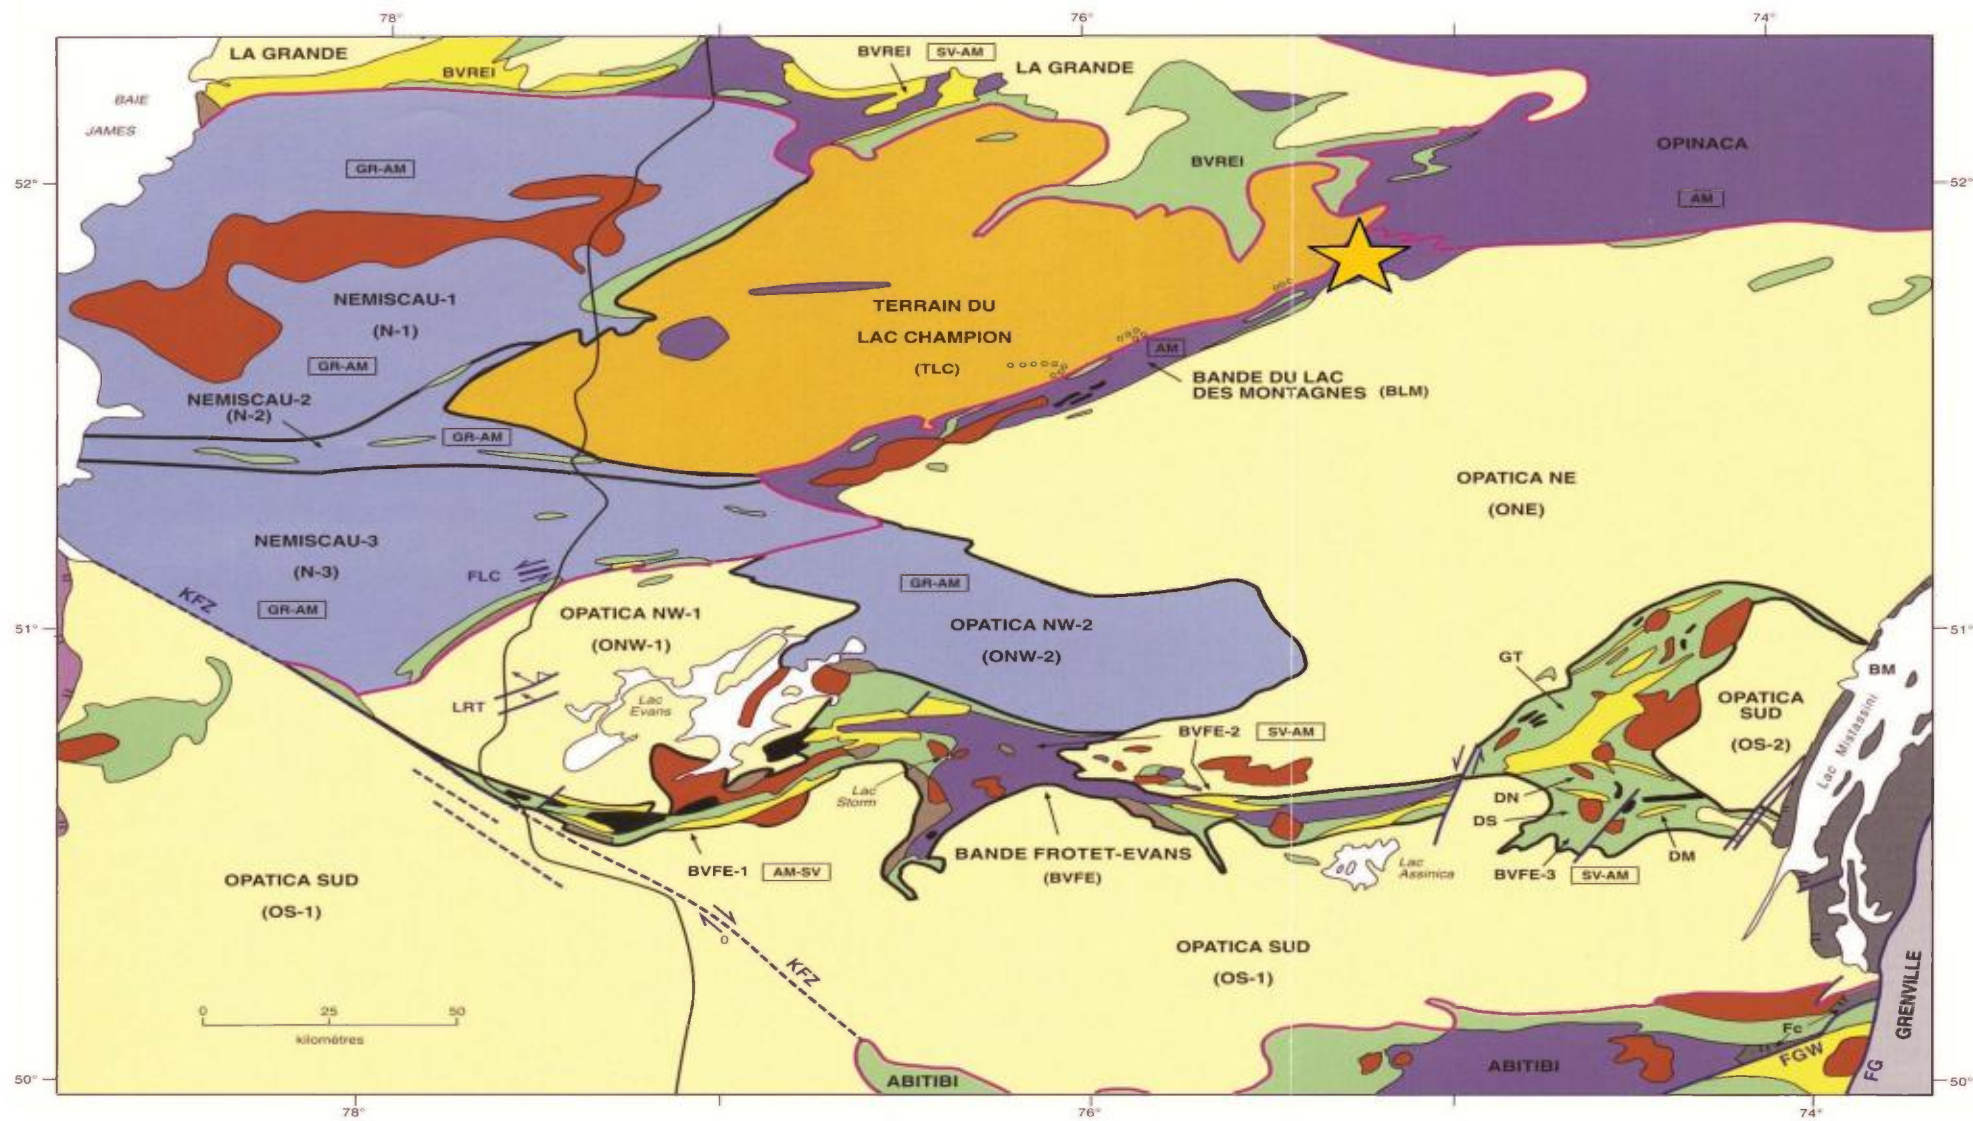 78°
76°
74°
LA GRANDE
BVREI
BVREI
SV-AM
LA GRANDE
BAIE
JAMES
OPINACA
GR-AM
BVREI
52°
52°
AM
NEMISCAU-1
(N-1)
TERRAIN DU
LAC CHAMPION
(TLC)
GR-AM
AM
BANDE DU LAC
DES MONTAGNES (BLM)
NEMISCAU-2
(N-2)
GR-AM
OPATICA NE
(ONE)
NEMISCAU-3
(N-3)
FLC
GR-AM
KFZ
GR-AM
OPATICA NW-1
(ONW-1)
OPATICA NW-2
(ONW-2)
51°
51°
GT
BM
LRT
Lac
Evans
OPATICA
SUD
(OS-2)
Lac Mistassini
BVFE-2
SV-AM
Lac
Storm
DN
DS
DM
BANDE FROTET-EVANS
(BVFE)
Lac
Assinica
BVFE-1
AM-SV
BVFE-3
SV-AM
OPATICA SUD
(OS-1)
O
KFZ
OPATICA SUD
(OS-1)
GRENVILLE
0
25
50
kilomètres
Fc
FGW
FG
ABITIBI
ABITIBI
50°
50°
78°
76°
74°